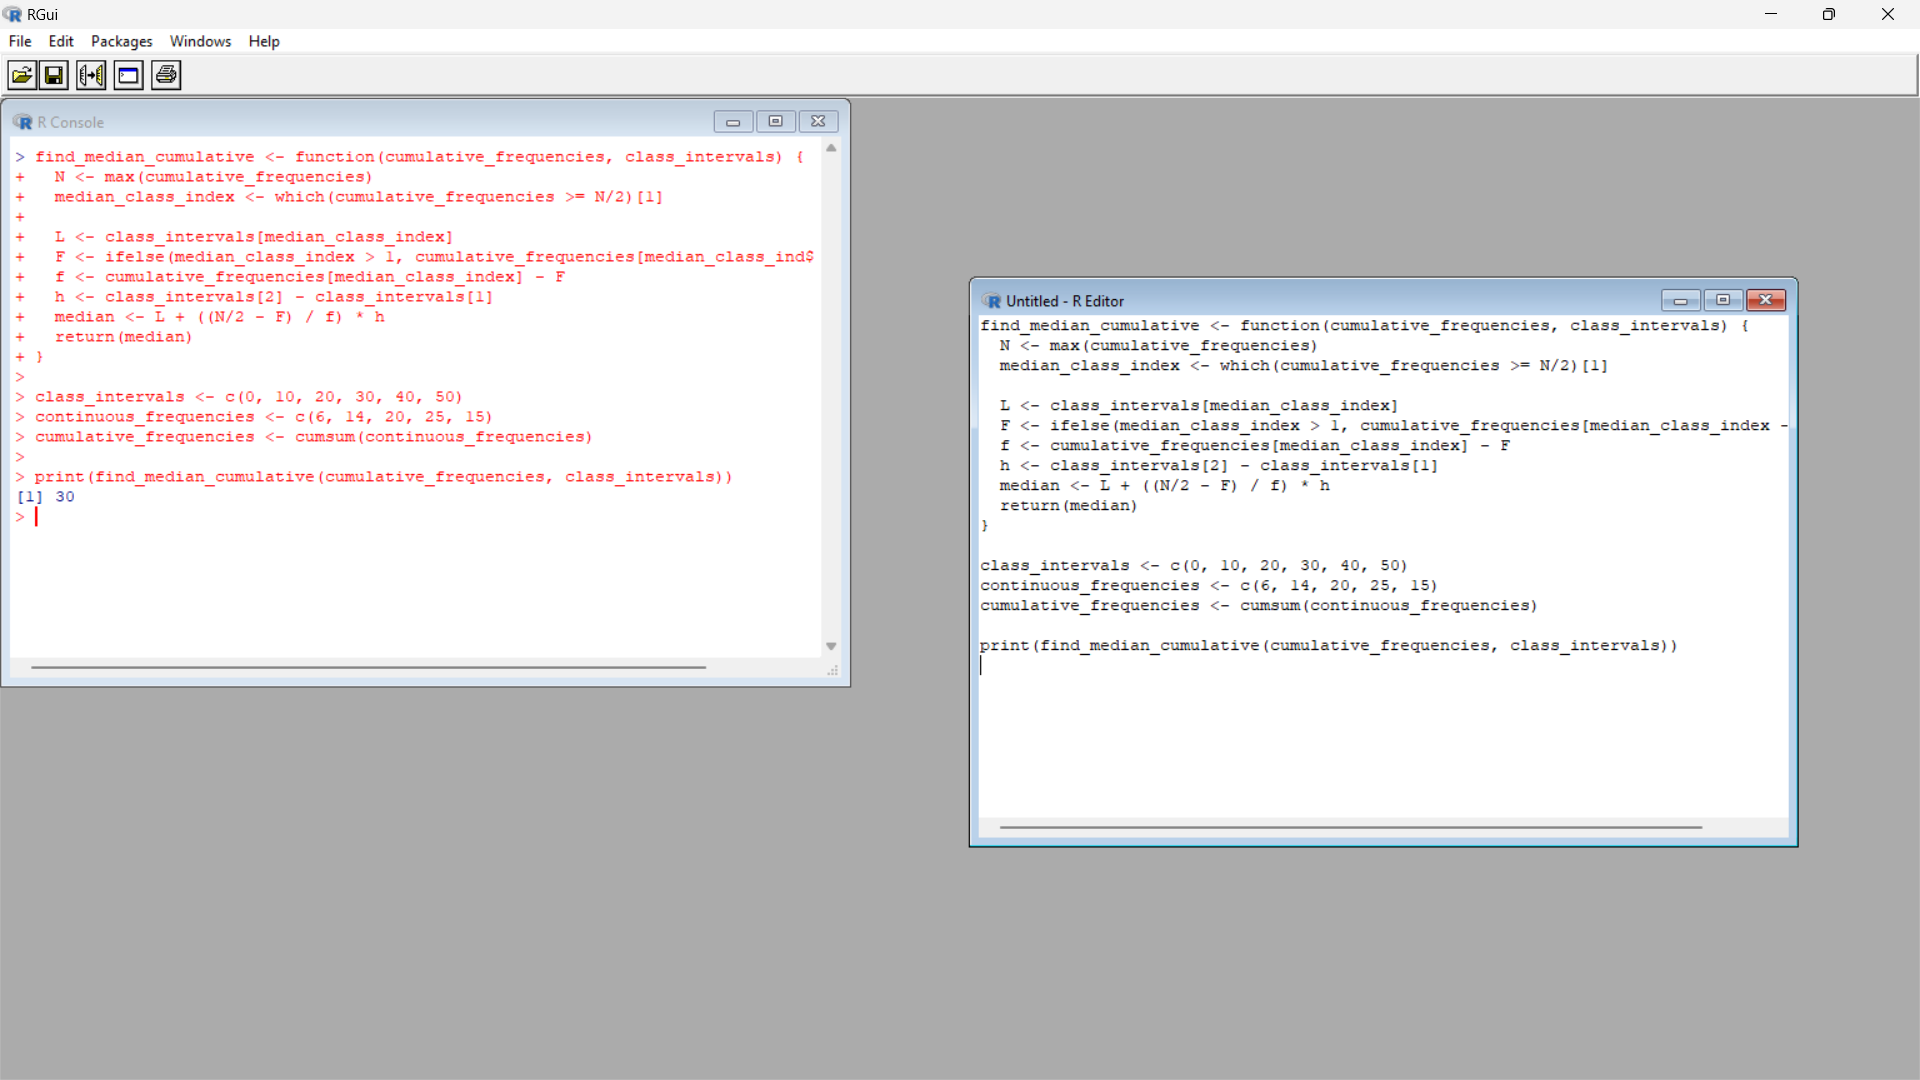 RGui
File Edit Packages Windows Help
R Console
> find_median_cumulative <- function(cumulative_frequencies, class_intervals) {
+   N <- max(cumulative_frequencies)
+   median_class_index <- which(cumulative_frequencies >= N/2)[1]
+
+   L <- class_intervals[median_class_index]
+   F <- ifelse(median_class_index > 1, cumulative_frequencies[median_class_ind$
+   f <- cumulative_frequencies[median_class_index] - F
+   h <- class_intervals[2] - class_intervals[1]
+   median <- L + ((N/2 - F) / f) * h
+   return(median)
+ }
>
> class_intervals <- c(0, 10, 20, 30, 40, 50)
> continuous_frequencies <- c(6, 14, 20, 25, 15)
> cumulative_frequencies <- cumsum(continuous_frequencies)
>
> print(find_median_cumulative(cumulative_frequencies, class_intervals))
[1] 30
>
Untitled - R Editor
find_median_cumulative <- function(cumulative_frequencies, class_intervals) {
  N <- max(cumulative_frequencies)
  median_class_index <- which(cumulative_frequencies >= N/2)[1]
  L <- class_intervals[median_class_index]
  F <- ifelse(median_class_index > 1, cumulative_frequencies[median_class_index -
  f <- cumulative_frequencies[median_class_index] - F
  h <- class_intervals[2] - class_intervals[1]
  median <- L + ((N/2 - F) / f) * h
  return(median)
}
class_intervals <- c(0, 10, 20, 30, 40, 50)
continuous_frequencies <- c(6, 14, 20, 25, 15)
cumulative_frequencies <- cumsum(continuous_frequencies)
print(find_median_cumulative(cumulative_frequencies, class_intervals))